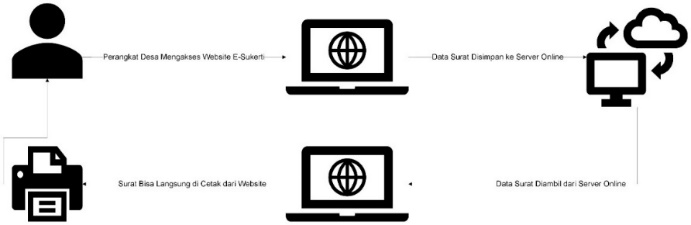 Perangkat Desa Mengakses Website E-Sukerti
Data Surat Disimpan ke Server Online
Surat Bisa Langsung di Cetak dari Website
Data Surat Diambil dari Server Online